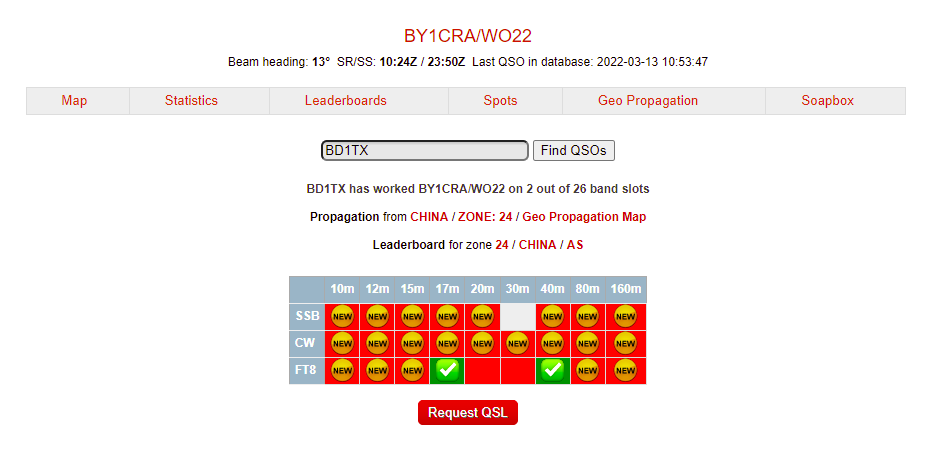 BY1CRA/WO22
Beam heading: 13° SR/SS: 10:24Z / 23:50Z Last QSO in database: 2022-03-13 10:53:47
Map Statistics Leaderboards Spots Geo Propagation Soapbox
BD1TX Find QSOs
BD1TX has worked BY1CRA/WO22 on 2 out of 26 band slots
Propagation from CHINA / ZONE: 24 / Geo Propagation Map
Leaderboard for zone 24 / CHINA / AS
10m 12m 15m 17m 20m 30m 40m 80m 160m
SSB NEW NEW NEW NEW NEW NEW NEW NEW
CW NEW NEW NEW NEW NEW NEW NEW NEW NEW
FT8 NEW NEW NEW NEW NEW
Request QSL